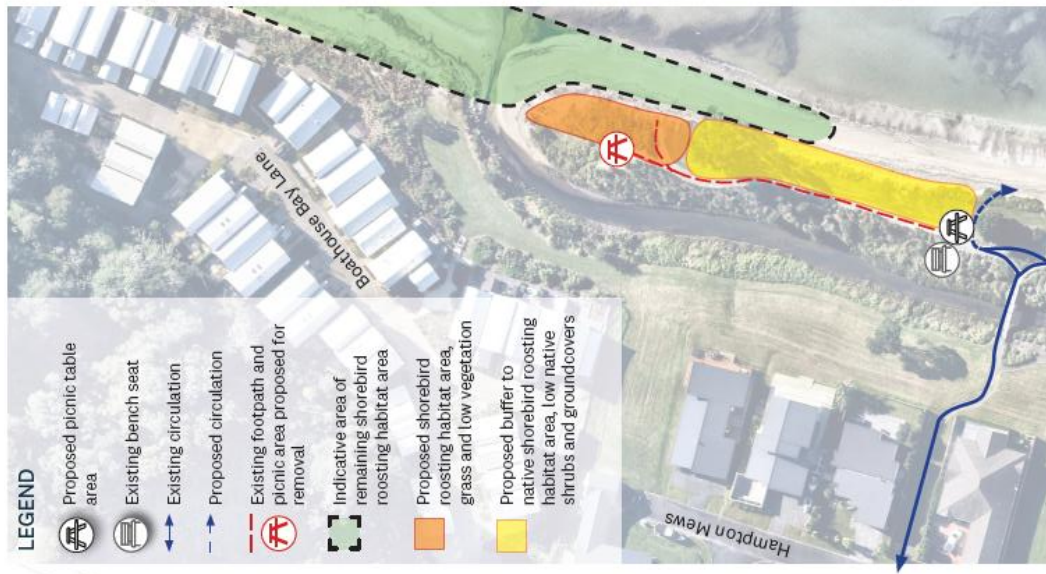 LEGEND
Proposed picnic table
area
Existing bench seat
Existing circulation
Proposed circulation
Existing footpath and
picnic area proposed for
removal
Indicative area of
remaining shorebird
roosting habitat area
Proposed shorebird
roosting habitat area,
grass and low vegetation
Proposed buffer to
native shorebird roosting
habitat area, low native
shrubs and groundcovers
Boathouse Bay Lane
Hampton Mews